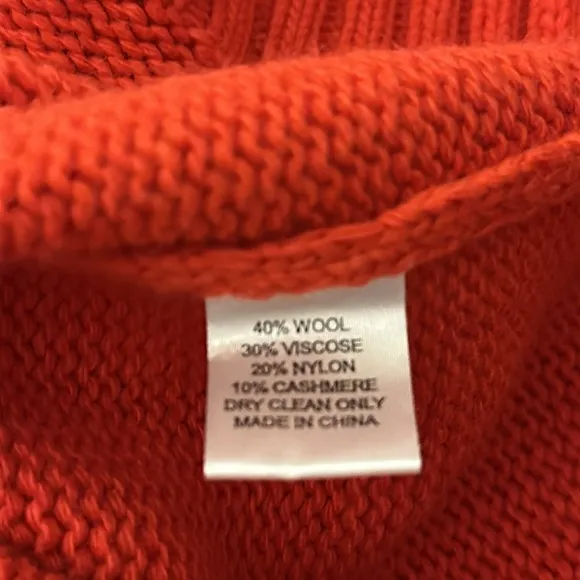 40% WOOL
30% VISCOSE
20% NYLON
10% CASHMERE
DRY CLEAN ONLY
MADE IN CHINA